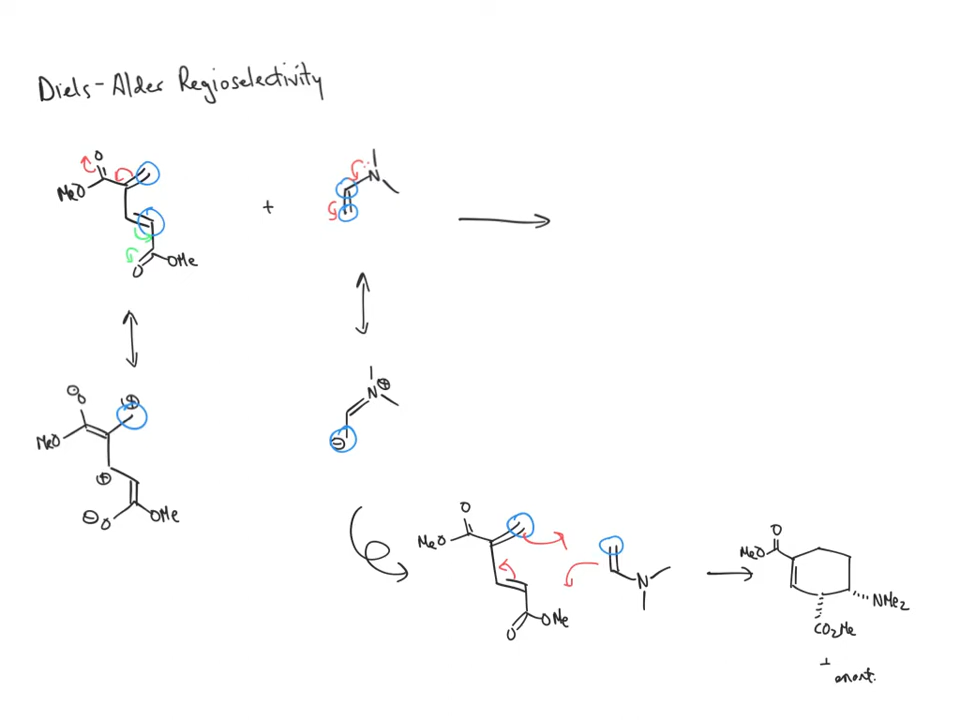 Diels-Alder Regioselectivity
O
MeO
N
O
OMe
+
⊖O
⊕
MeO
⊕
⊖O
OMe
N⊕
⊖
O
MeO
O
OMe
N
O
MeO
NMe2
CO2Me
+ enant.